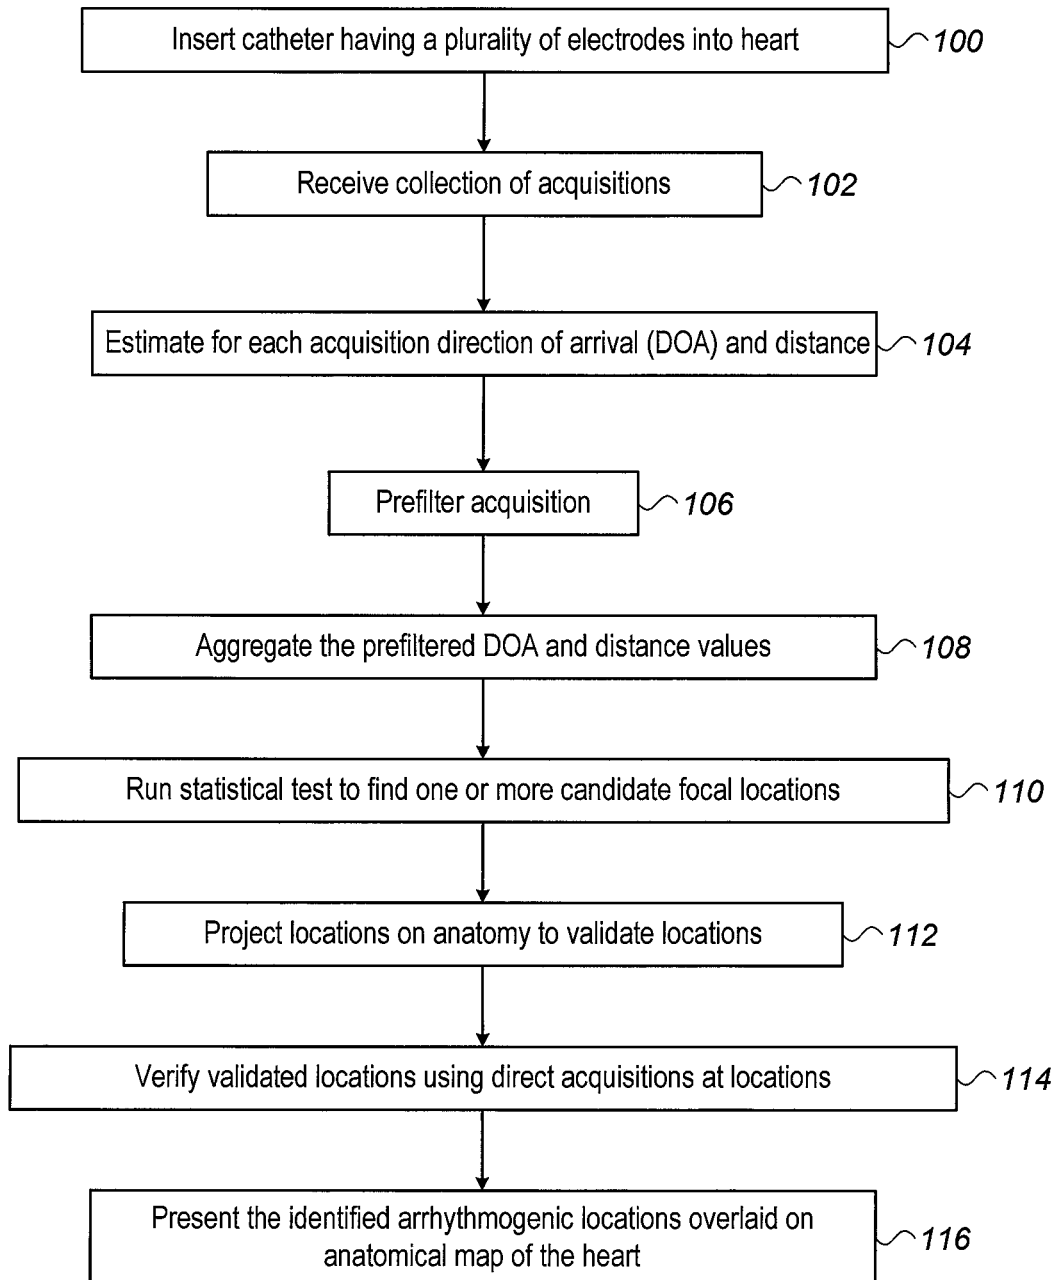 Insert catheter having a plurality of electrodes into heart 100
Receive collection of acquisitions 102
Estimate for each acquisition direction of arrival (DOA) and distance 104
Prefilter acquisition 106
Aggregate the prefiltered DOA and distance values 108
Run statistical test to find one or more candidate focal locations 110
Project locations on anatomy to validate locations 112
Verify validated locations using direct acquisitions at locations 114
Present the identified arrhythmogenic locations overlaid on
anatomical map of the heart
116